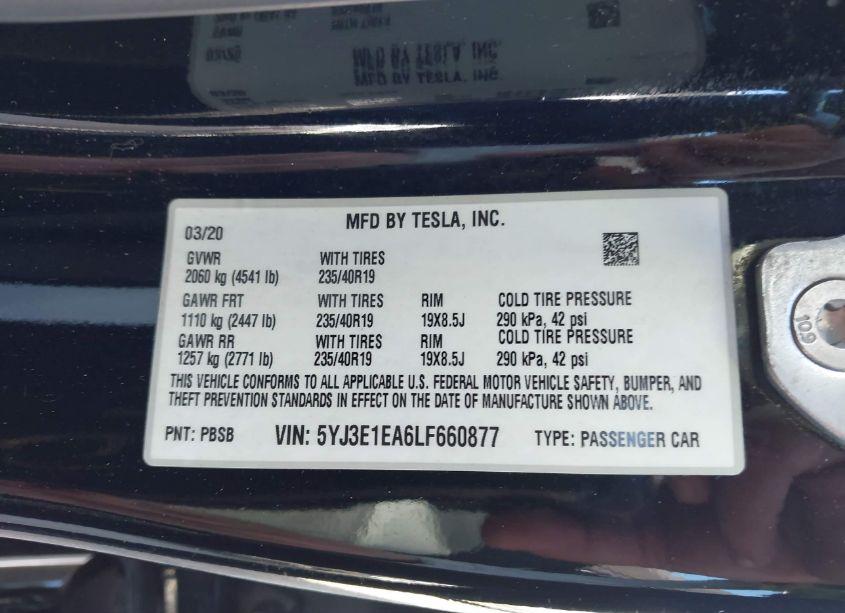 MFD BY TESLA, INC.
03/20
GVWR WITH TIRES
2060 kg (4541 lb) 235/40R19
GAWR FRT WITH TIRES RIM COLD TIRE PRESSURE
1110 kg (2447 lb) 235/40R19 19X8.5J 290 kPa, 42 psi
GAWR RR WITH TIRES RIM COLD TIRE PRESSURE
1257 kg (2771 lb) 235/40R19 19X8.5J 290 kPa, 42 psi
THIS VEHICLE CONFORMS TO ALL APPLICABLE U.S. FEDERAL MOTOR VEHICLE SAFETY, BUMPER, AND
THEFT PREVENTION STANDARDS IN EFFECT ON THE DATE OF MANUFACTURE SHOWN ABOVE.
PNT: PBSB VIN: 5YJ3E1EA6LF660877 TYPE: PASSENGER CAR
10.9